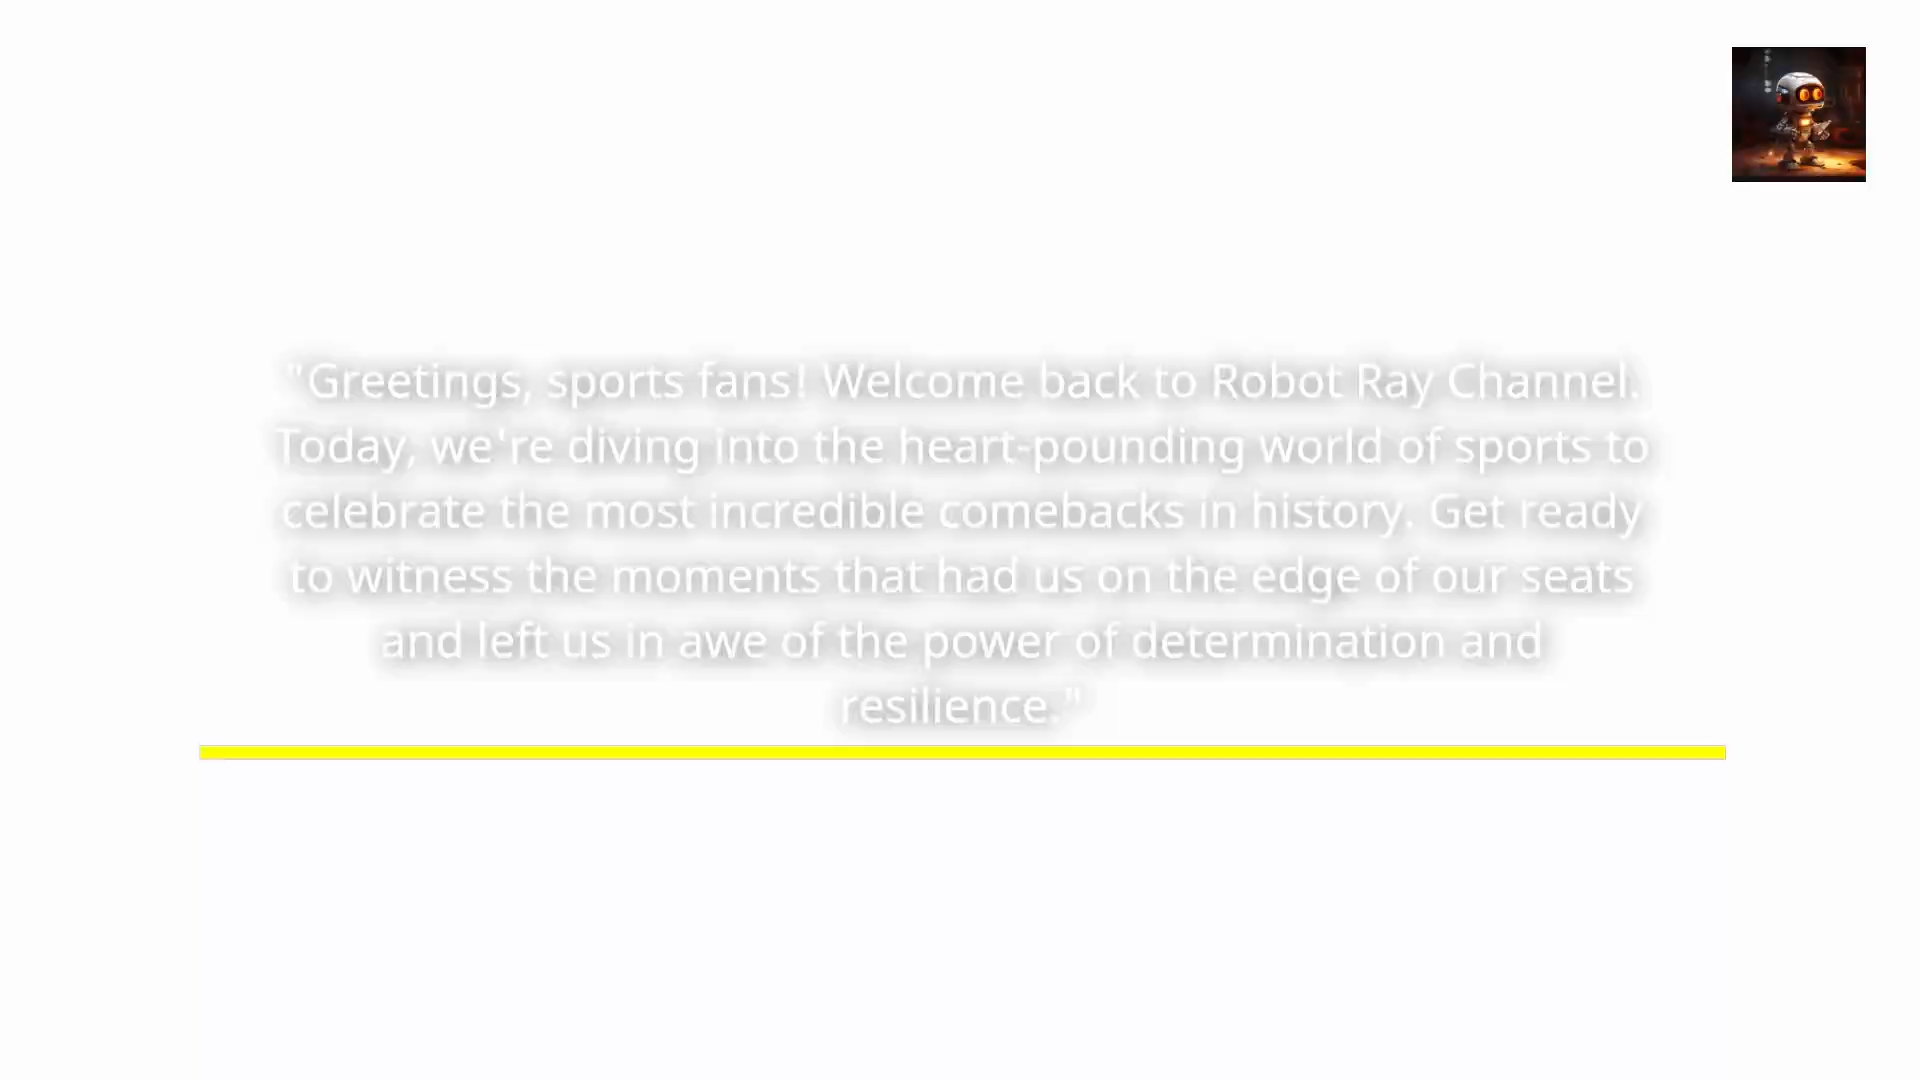 "Greetings, sports fans! Welcome back to Robot Ray Channel.
Today, we're diving into the heart-pounding world of sports to
celebrate the most incredible comebacks in history. Get ready
to witness the moments that had us on the edge of our seats
and left us in awe of the power of determination and
resilience."